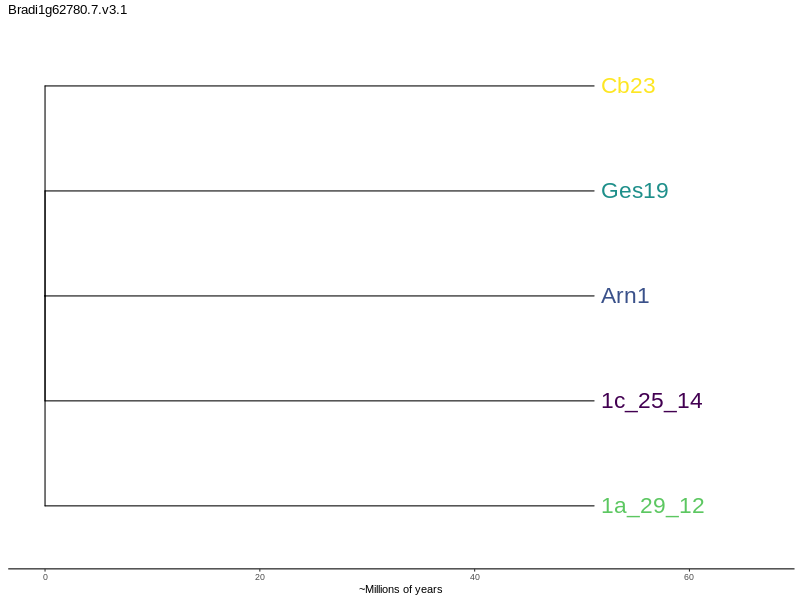 Bradi1g62780.7.v3.1
Cb23
Ges19
Arn1
1c_25_14
1a_29_12
0 20 40 60
~Millions of years